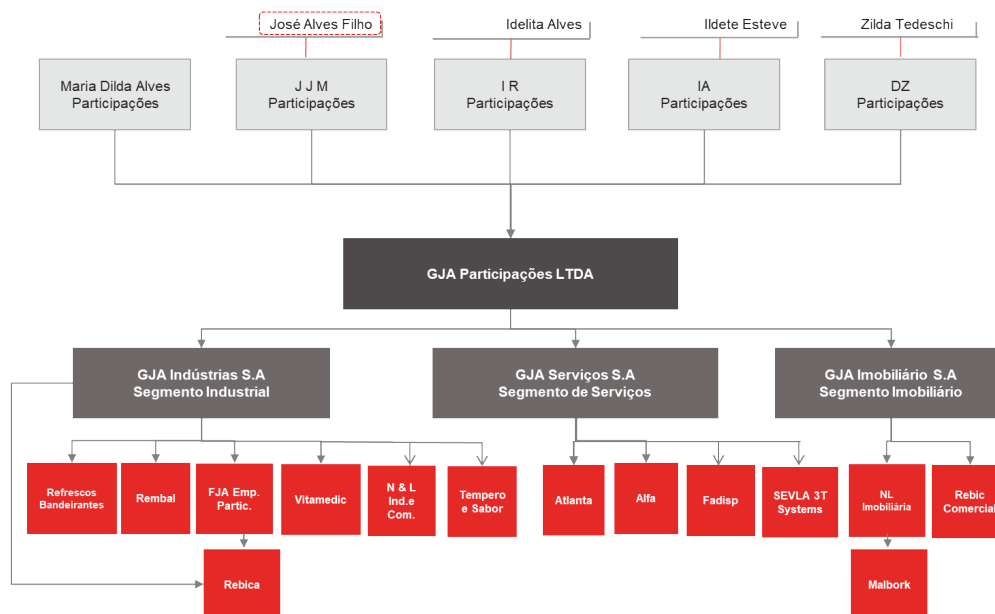 José Alves Filho
Idelita Alves
Ildete Esteve
Zilda Tedeschi
Maria Dilda Alves
Participações
J J M
Participações
I R
Participações
IA
Participações
DZ
Participações
GJA Participações LTDA
GJA Indústrias S.A
Segmento Industrial
GJA Serviços S.A
Segmento de Serviços
GJA Imobiliário S.A
Segmento Imobiliário
Refrescos
Bandeirantes
Rembal
FJA Emp.
Partic.
Vitamedic
N & L
Ind.e
Com.
Tempero
e Sabor
Atlanta
Alfa
Fadisp
SEVLA 3T
Systems
NL
Imobiliária
Rebic
Comercial
Rebica
Malbork